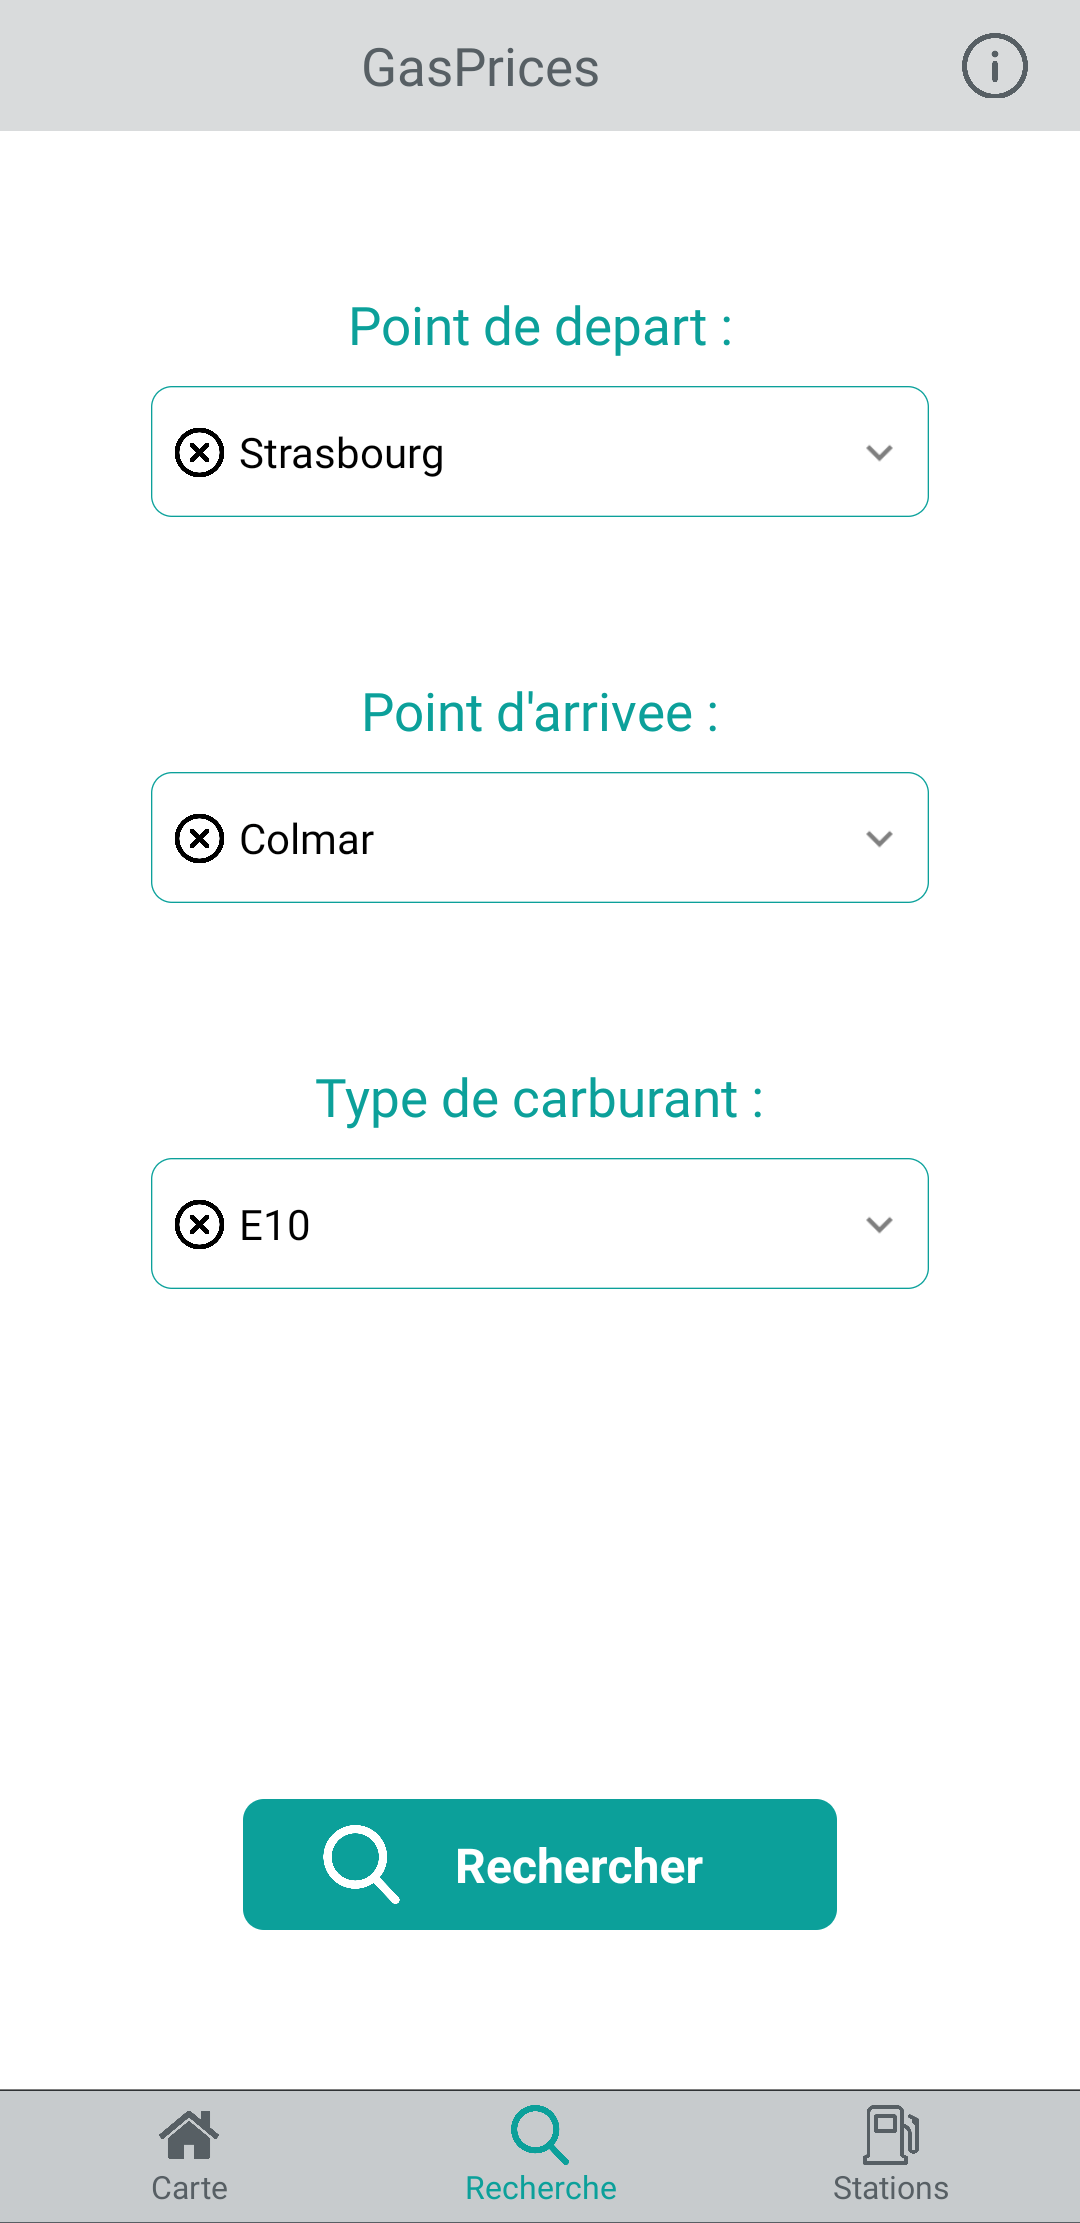 GasPrices
Point de depart :
Strasbourg
Point d'arrivee :
Colmar
Type de carburant :
E10
Rechercher
Carte
Recherche
Stations